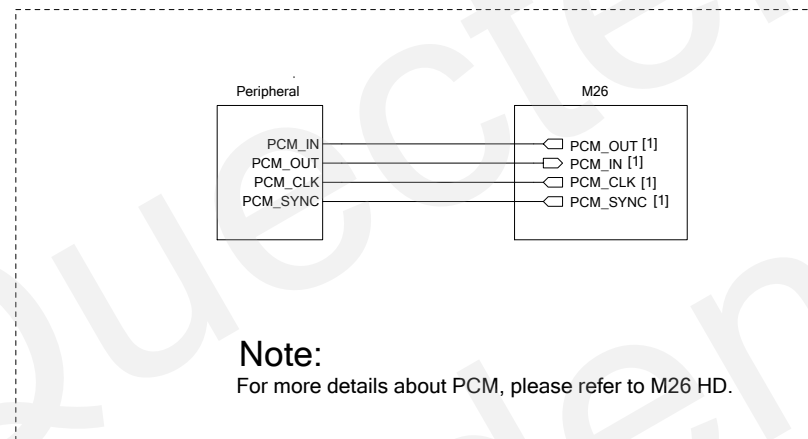 Peripheral
M26
PCM_IN
PCM_OUT [1]
PCM_OUT
PCM_IN [1]
PCM_CLK
PCM_CLK [1]
PCM_SYNC
PCM_SYNC [1]
Note:
For more details about PCM, please refer to M26 HD.